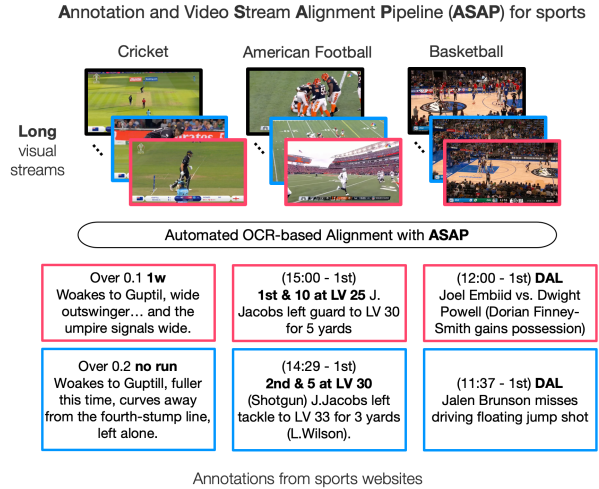 Annotation and Video Stream Alignment Pipeline (ASAP) for sports
Cricket
American Football
Basketball
Long
visual
streams
Automated OCR-based Alignment with ASAP
Over 0.1 1w
Woakes to Guptil, wide
outswinger… and the
umpire signals wide.
(15:00 - 1st)
1st & 10 at LV 25 J.
Jacobs left guard to LV 30
for 5 yards
(12:00 - 1st) DAL
Joel Embiid vs. Dwight
Powell (Dorian Finney-
Smith gains possession)
Over 0.2 no run
Woakes to Guptill, fuller
this time, curves away
from the fourth-stump line,
left alone.
(14:29 - 1st)
2nd & 5 at LV 30
(Shotgun) J.Jacobs left
tackle to LV 33 for 3 yards
(L.Wilson).
(11:37 - 1st) DAL
Jalen Brunson misses
driving floating jump shot
Annotations from sports websites